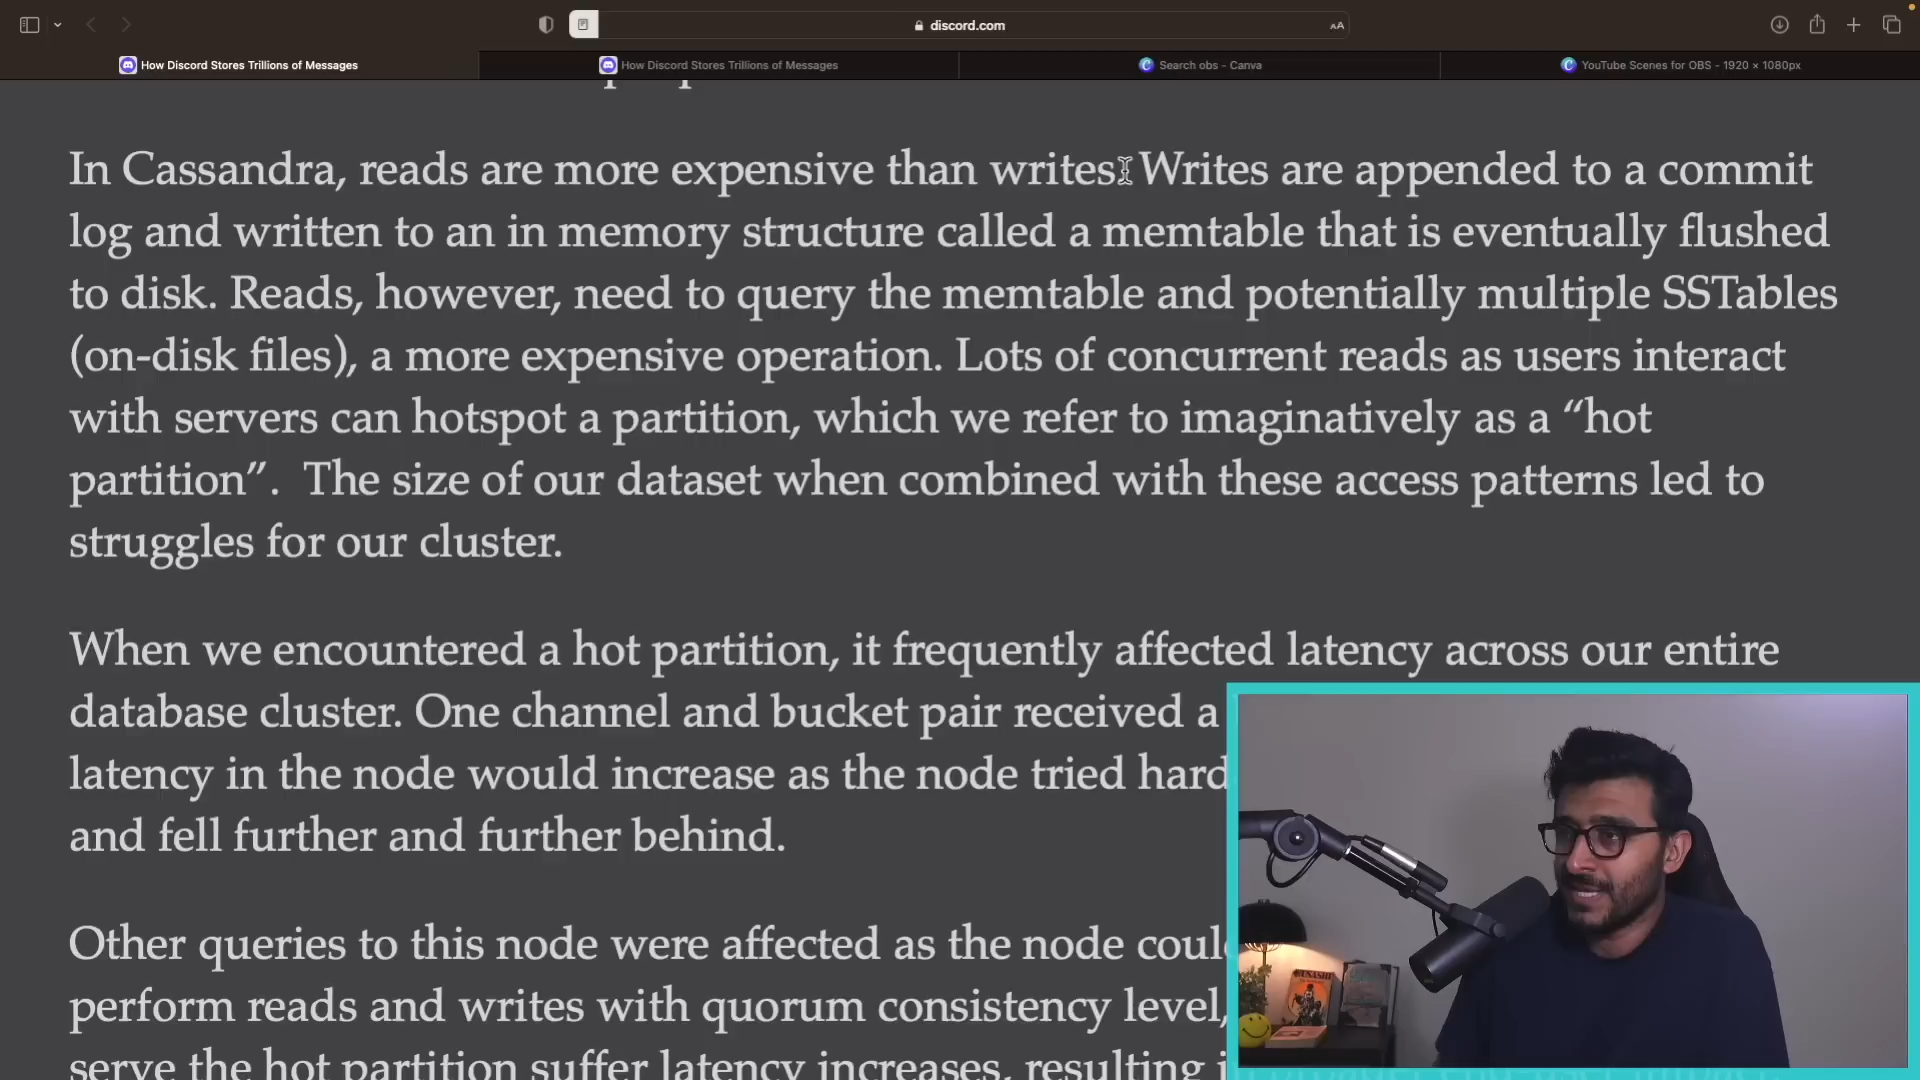 discord.com
AA
How Discord Stores Trillions of Messages
How Discord Stores Trillions of Messages
Search obs - Canva
YouTube Scenes for OBS - 1920 × 1080px
In Cassandra, reads are more expensive than writes. Writes are appended to a commit
log and written to an in memory structure called a memtable that is eventually flushed
to disk. Reads, however, need to query the memtable and potentially multiple SSTables
(on-disk files), a more expensive operation. Lots of concurrent reads as users interact
with servers can hotspot a partition, which we refer to imaginatively as a “hot
partition”.  The size of our dataset when combined with these access patterns led to
struggles for our cluster.
When we encountered a hot partition, it frequently affected latency across our entire
database cluster. One channel and bucket pair received a
latency in the node would increase as the node tried hard
and fell further and further behind.
Other queries to this node were affected as the node
perform reads and writes with quorum consistency level,
serve the hot partition suffer latency increases, resulting